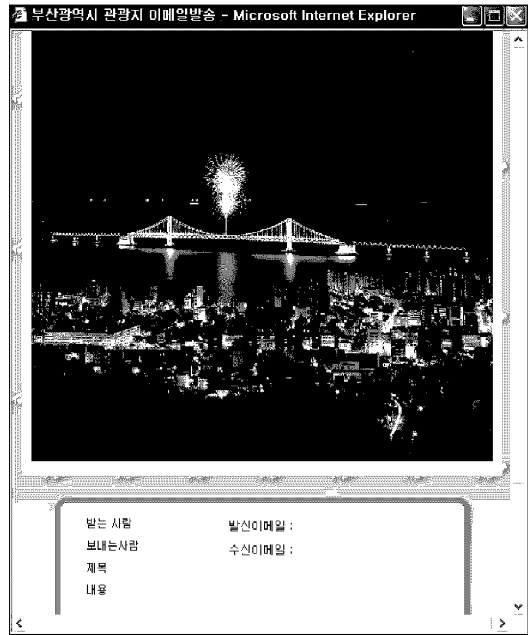 부산광역시 관광지 이메일발송 - Microsoft Internet Explorer
받는 사람
발신이메일 :
보내는사람
수신이메일 :
제목
내용